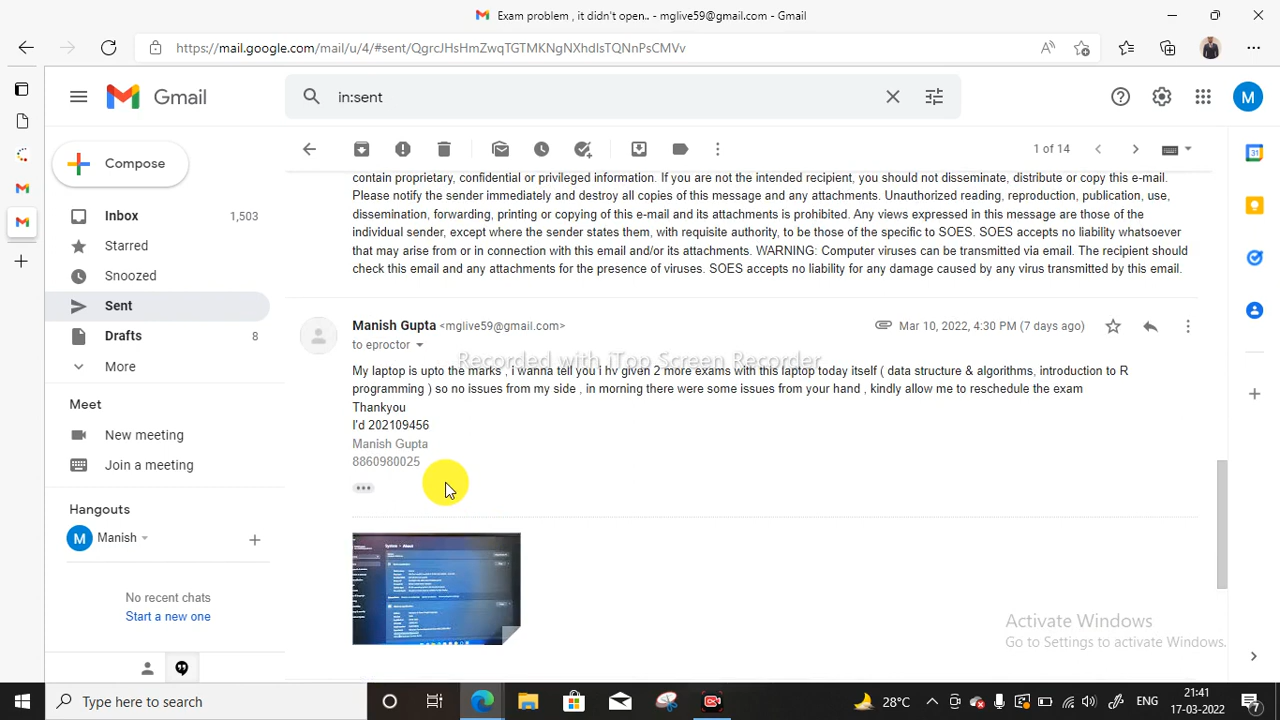 Exam problem , it didn't open.. - mglive59@gmail.com - Gmail
https://mail.google.com/mail/u/4/#sent/QgrcJHsHmZwqTGTMKNgNXhdlsTQNnPsCMVv
Gmail
in:sent
M
Compose
1 of 14
contain proprietary, confidential or privileged information. If you are not the intended recipient, you should not disseminate, distribute or copy this e-mail.
Please notify the sender immediately and destroy all copies of this message and any attachments. Unauthorized reading, reproduction, publication, use,
dissemination, forwarding, printing or copying of this e-mail and its attachments is prohibited. Any views expressed in this message are those of the
individual sender, except where the sender states them, with requisite authority, to be those of the specific to SOES. SOES accepts no liability whatsoever
that may arise from or in connection with this email and/or its attachments. WARNING: Computer viruses can be transmitted via email. The recipient should
check this email and any attachments for the presence of viruses. SOES accepts no liability for any damage caused by any virus transmitted by this email.
Inbox 1,503
Starred
Snoozed
Sent
Drafts 8
More
Meet
New meeting
Join a meeting
Hangouts
M Manish
No recent chats
Start a new one
Manish Gupta <mglive59@gmail.com> Mar 10, 2022, 4:30 PM (7 days ago)
to eproctor
Recorded with iTop Screen Recorder
My laptop is upto the marks , i wanna tell you i hv given 2 more exams with this laptop today itself ( data structure & algorithms, introduction to R
programming ) so no issues from my side , in morning there were some issues from your hand , kindly allow me to reschedule the exam
Thankyou
I'd 202109456
Manish Gupta
8860980025
Activate Windows
Go to Settings to activate Windows.
Type here to search
28°C
ENG
21:41
17-03-2022
7